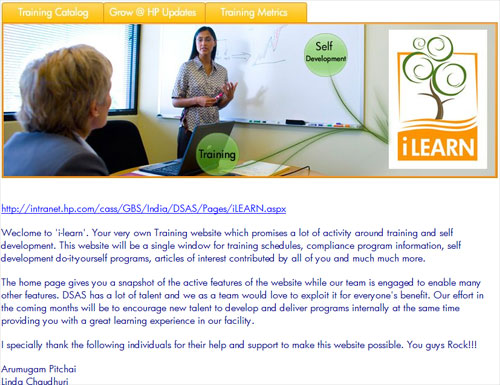 Training Catalog
Grow @ HP Updates
Training Metrics
Self
Development
Training
iLEARN
http://intranet.hp.com/cass/GBS/India/DSAS/Pages/iLEARN.aspx
Weclome to 'i-learn'. Your very own Training website which promises a lot of activity around training and self
development. This website will be a single window for training schedules, compliance program information, self
development do-ityourself programs, articles of interest contributed by all of you and much much more.
The home page gives you a snapshot of the active features of the website while our team is engaged to enable many
other features. DSAS has a lot of talent and we as a team would love to exploit it for everyone's benefit. Our effort in
the coming months will be to encourage new talent to develop and deliver programs internally at the same time
providing you with a great learning experience in our facility.
I specially thank the following individuals for their help and support to make this website possible. You guys Rock!!!
Arumugam Pitchai
Linda Chaudhuri